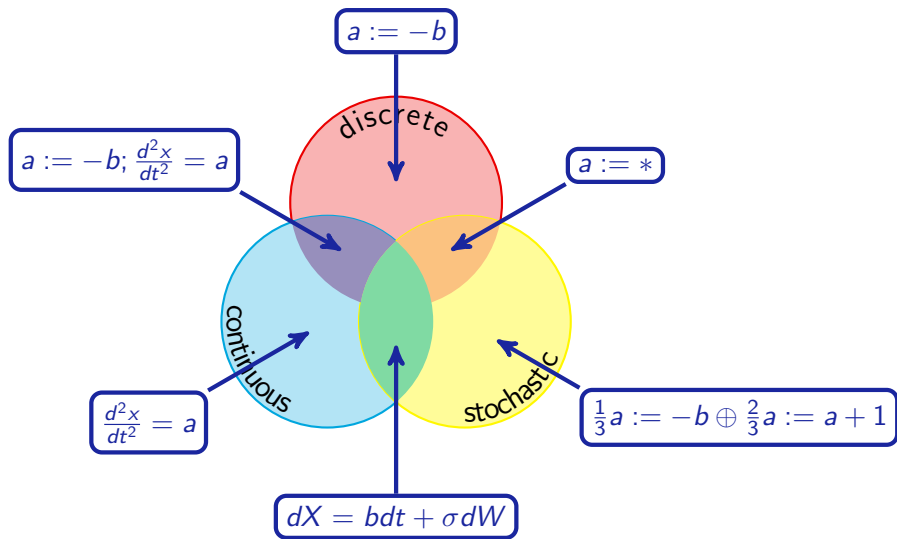 a := −b
discrete
a := −b; d²x/dt² = a
a := ∗
continuous
stochastic
d²x/dt² = a
1/3 a := −b ⊕ 2/3 a := a + 1
dX = bdt + σdW